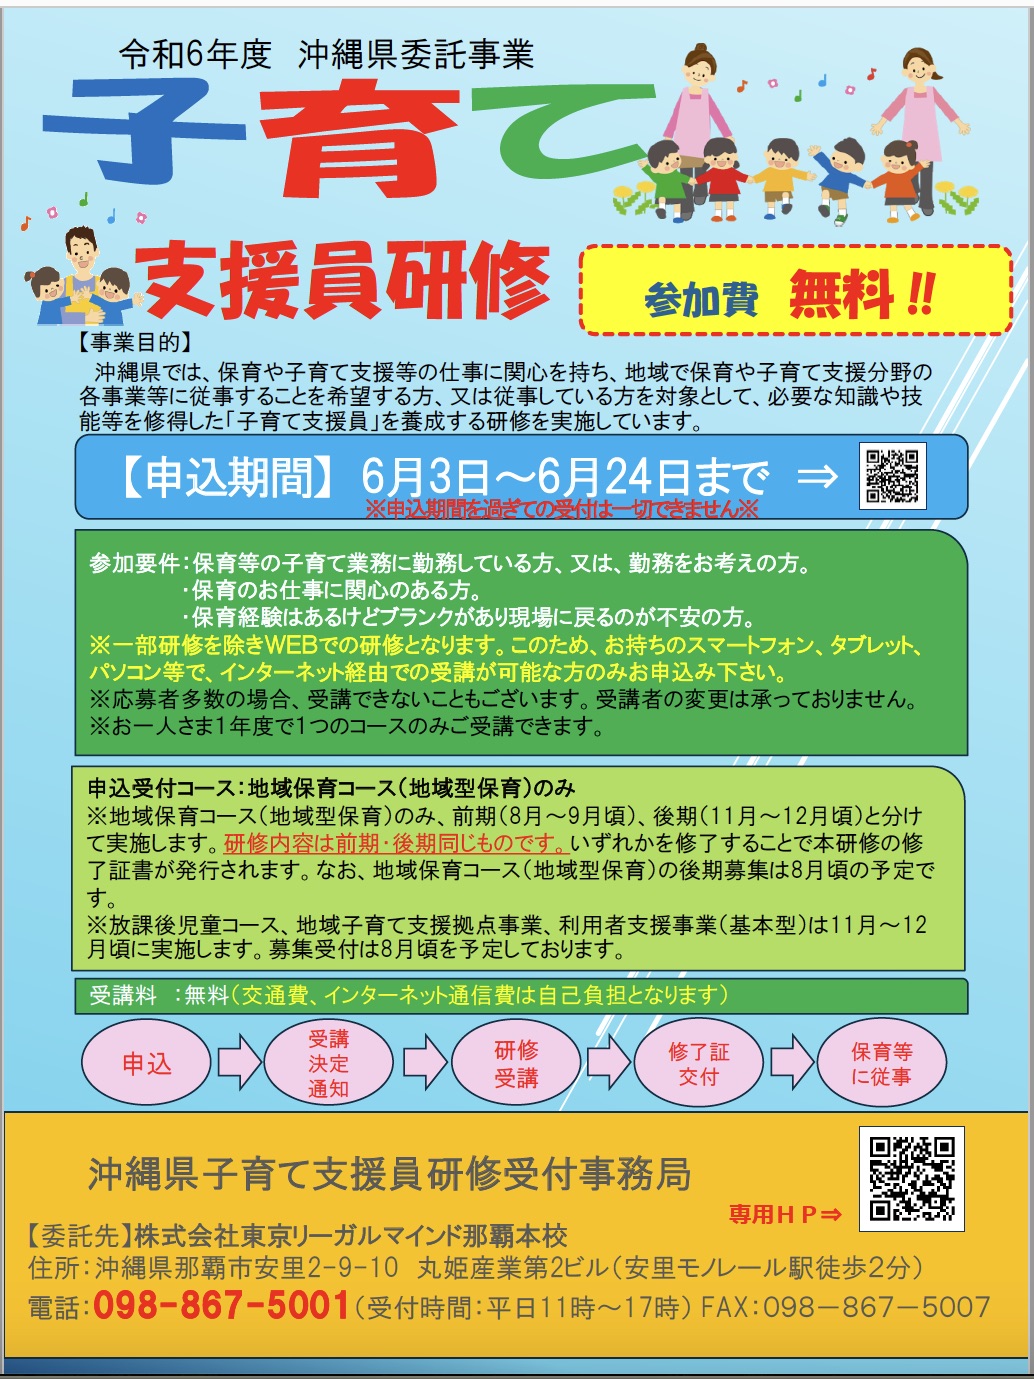 令和6年度　沖縄県委託事業
子育て
支援員研修
参加費　無料!!
【事業目的】
　沖縄県では、保育や子育て支援等の仕事に関心を持ち、地域で保育や子育て支援分野の
各事業等に従事することを希望する方、又は従事している方を対象として、必要な知識や技
能等を修得した「子育て支援員」を養成する研修を実施しています。
【申込期間】 6月3日～6月24日まで ⇒
※申込期間を過ぎての受付は一切できません※
参加要件：保育等の子育て業務に勤務している方、又は、勤務をお考えの方。
・保育のお仕事に関心のある方。
・保育経験はあるけどブランクがあり現場に戻るのが不安の方。
※一部研修を除きWEBでの研修となります。このため、お持ちのスマートフォン、タブレット、
パソコン等で、インターネット経由での受講が可能な方のみお申込み下さい。
※応募者多数の場合、受講できないこともございます。受講者の変更は承っておりません。
※お一人さま1年度で1つのコースのみご受講できます。
申込受付コース：地域保育コース（地域型保育）のみ
※地域保育コース（地域型保育）のみ、前期（8月～9月頃）、後期（11月～12月頃）と分け
て実施します。研修内容は前期・後期同じものです。いずれかを修了することで本研修の修
了証書が発行されます。なお、地域保育コース（地域型保育）の後期募集は8月頃の予定で
す。
※放課後児童コース、地域子育て支援拠点事業、利用者支援事業（基本型）は11月～12
月頃に実施します。募集受付は8月頃を予定しております。
受講料　：無料（交通費、インターネット通信費は自己負担となります）
申込
受講
決定
通知
研修
受講
修了証
交付
保育等
に従事
沖縄県子育て支援員研修受付事務局
専用ＨＰ⇒
【委託先】株式会社東京リーガルマインド那覇本校
住所：沖縄県那覇市安里2-9-10　丸姫産業第2ビル（安里モノレール駅徒歩2分）
電話：098-867-5001（受付時間：平日11時～17時） FAX：098－867－5007